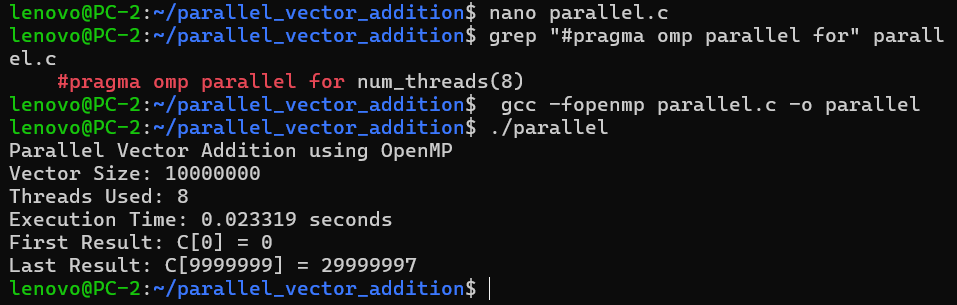 lenovo@PC-2:~/parallel_vector_addition$ nano parallel.c
lenovo@PC-2:~/parallel_vector_addition$ grep "#pragma omp parallel for" parall
el.c
    #pragma omp parallel for num_threads(8)
lenovo@PC-2:~/parallel_vector_addition$  gcc -fopenmp parallel.c -o parallel
lenovo@PC-2:~/parallel_vector_addition$ ./parallel
Parallel Vector Addition using OpenMP
Vector Size: 10000000
Threads Used: 8
Execution Time: 0.023319 seconds
First Result: C[0] = 0
Last Result: C[9999999] = 29999997
lenovo@PC-2:~/parallel_vector_addition$